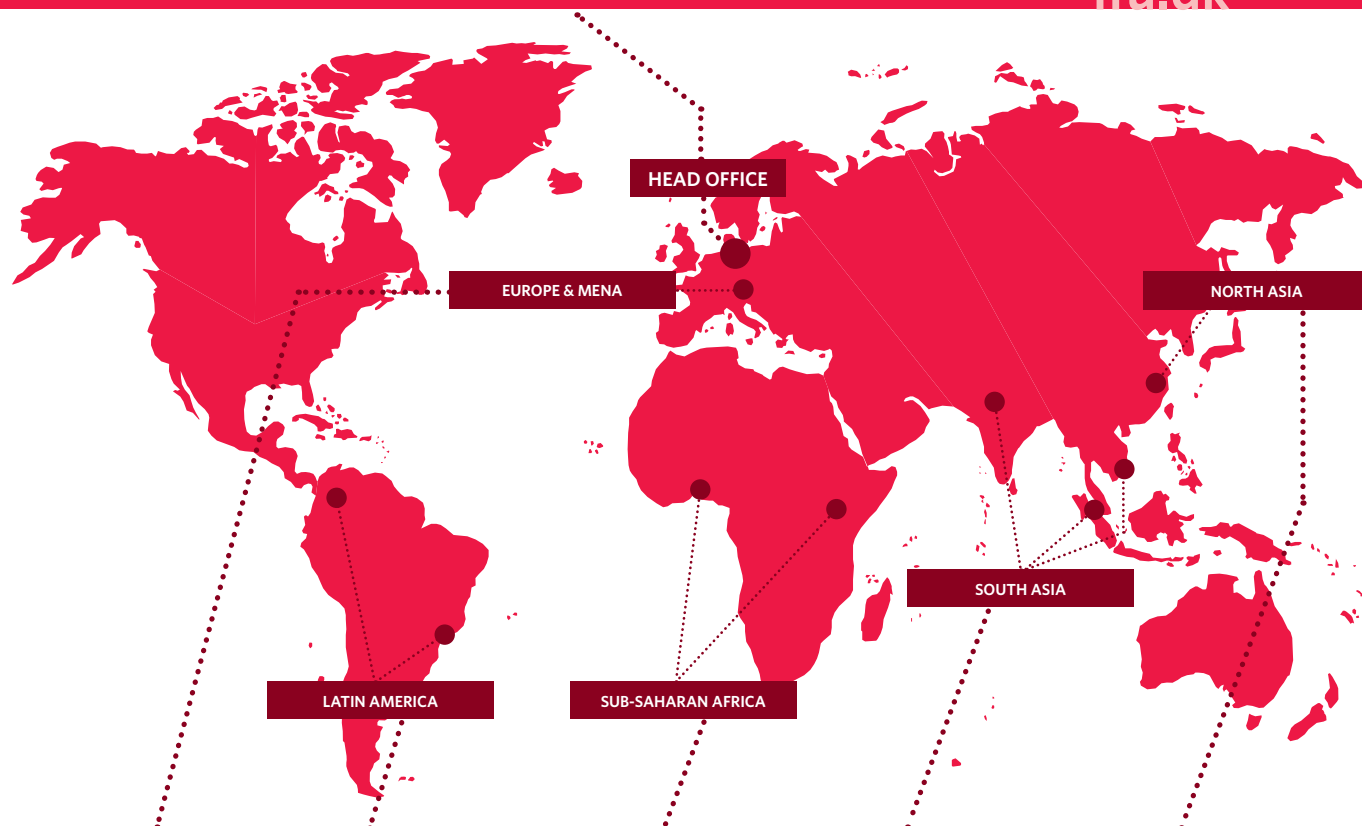 HEAD OFFICE
EUROPE & MENA
NORTH ASIA
SOUTH ASIA
LATIN AMERICA
SUB-SAHARAN AFRICA